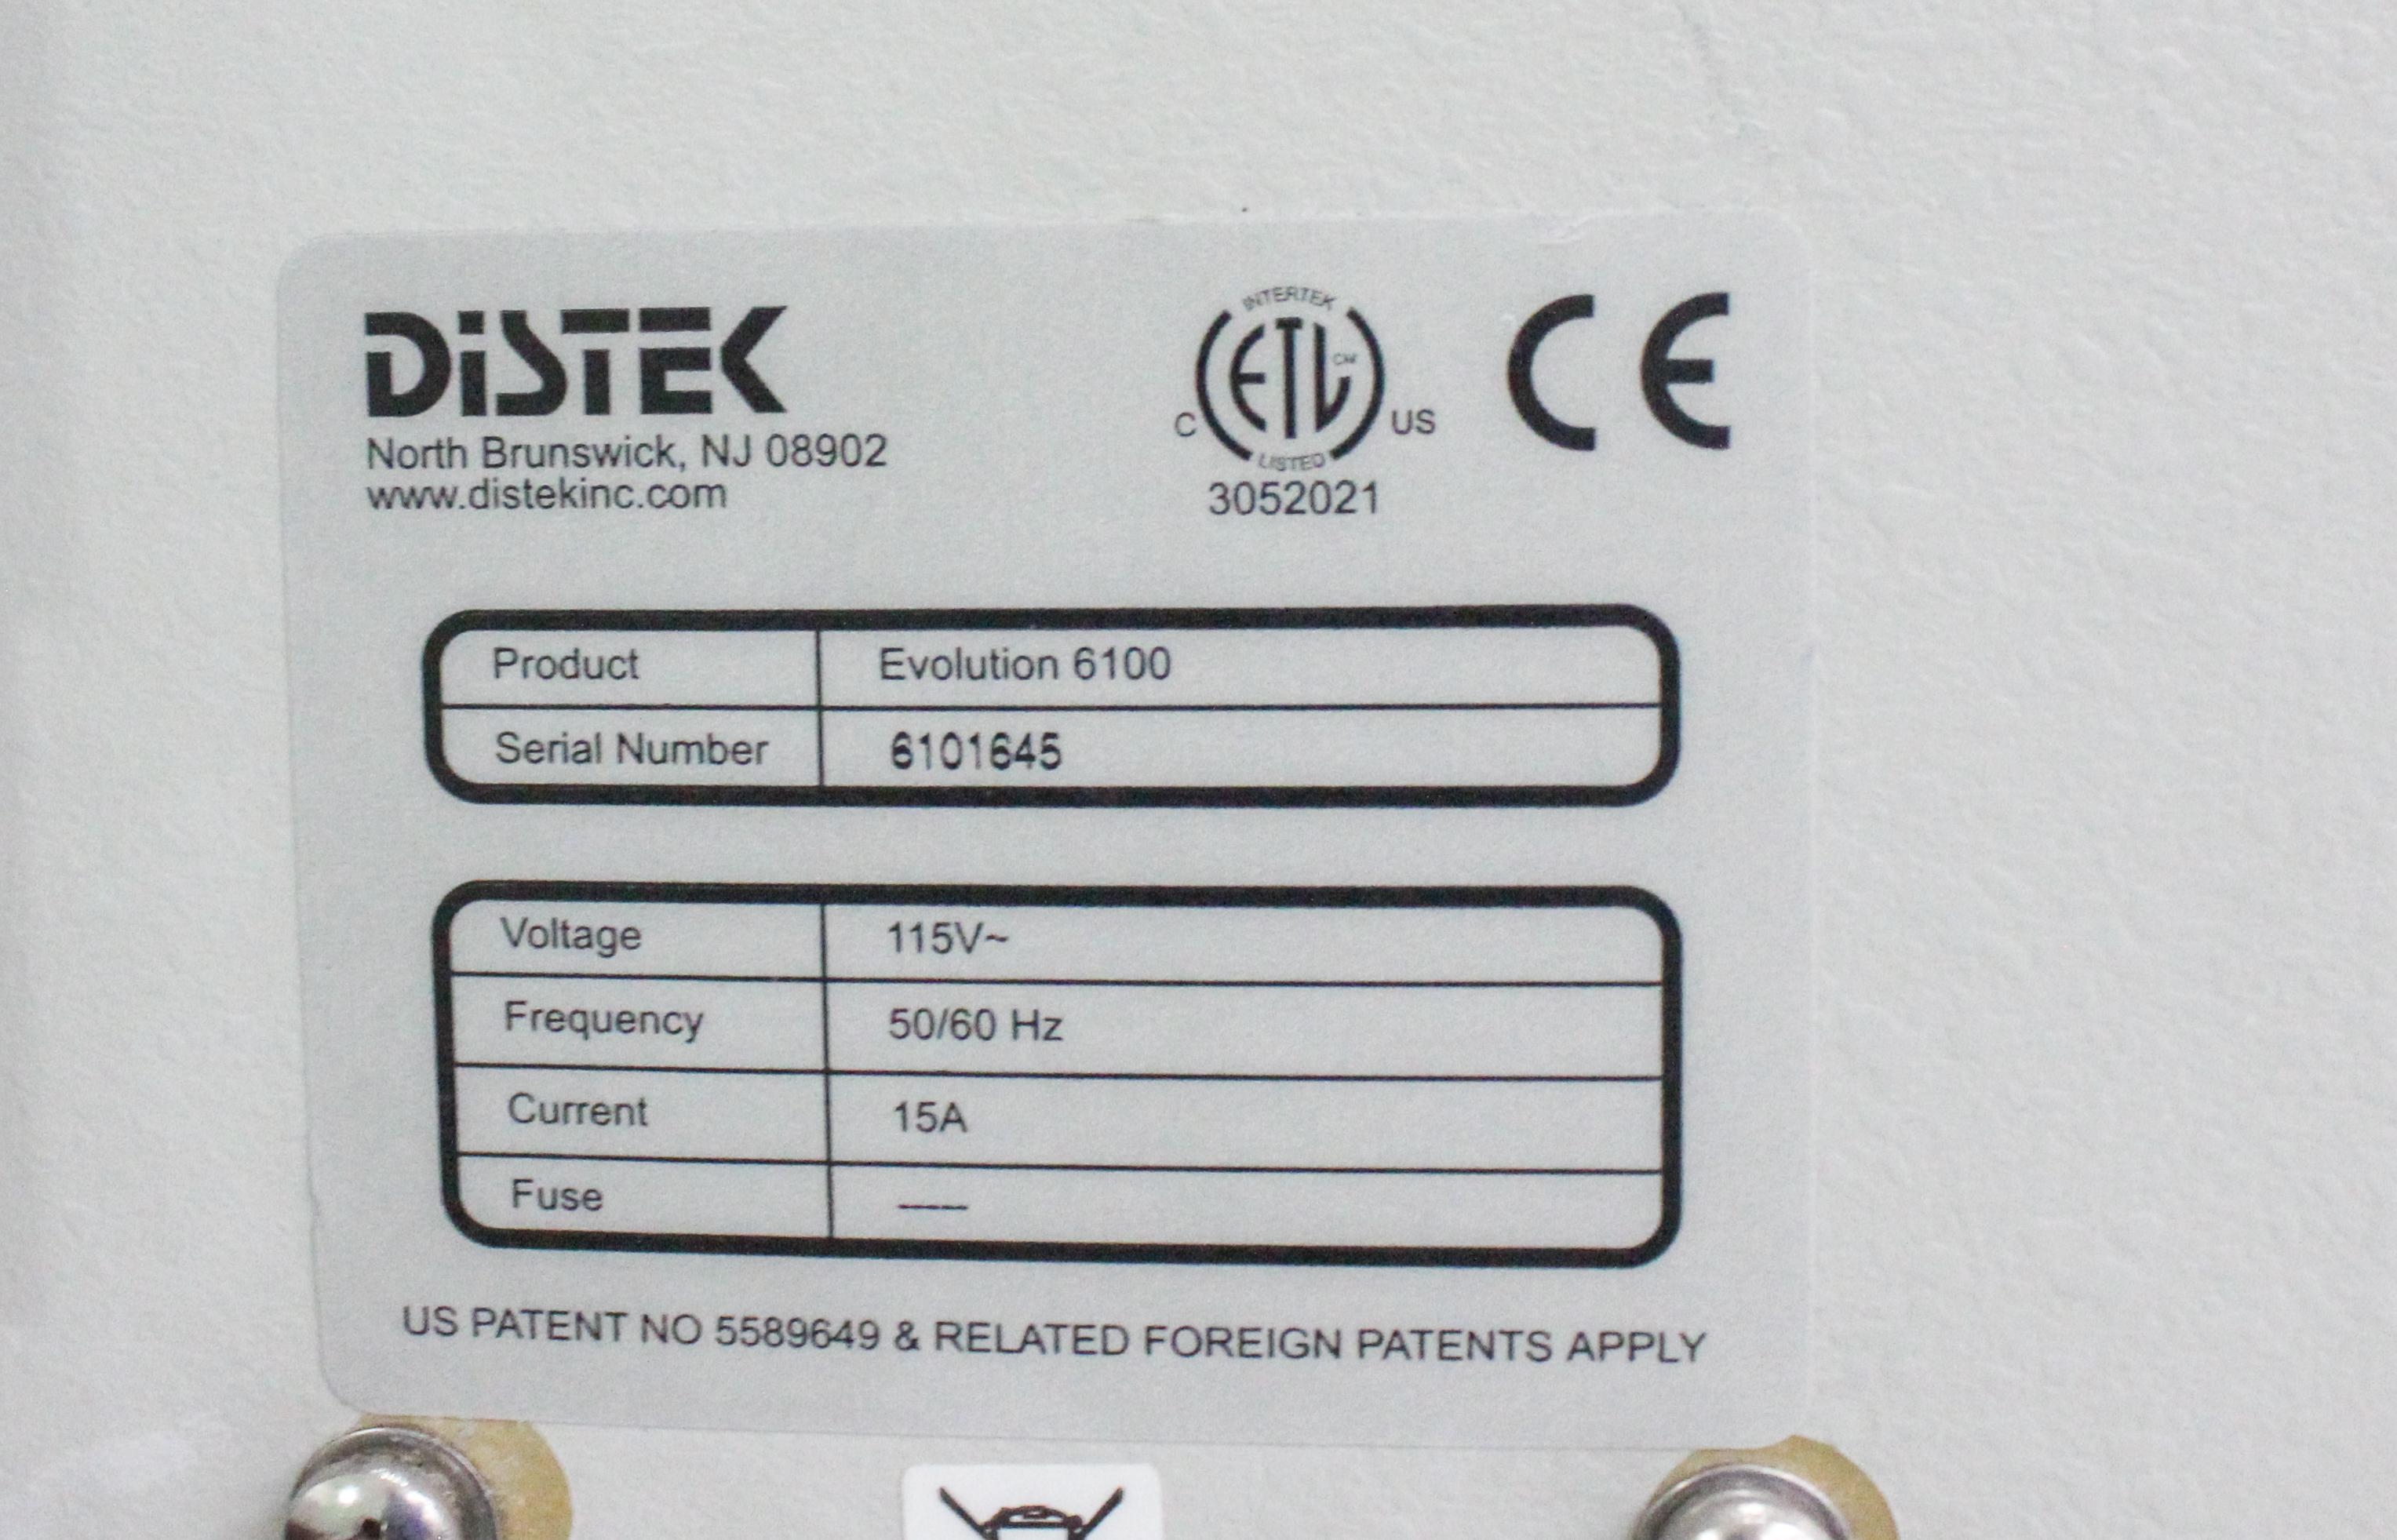 DiSTEK
North Brunswick, NJ 08902
www.distekinc.com
INTERTEK
ETL CM
C US
LISTED
3052021
CE
Product Evolution 6100
Serial Number 6101645
Voltage 115V~
Frequency 50/60 Hz
Current 15A
Fuse —
US PATENT NO 5589649 & RELATED FOREIGN PATENTS APPLY